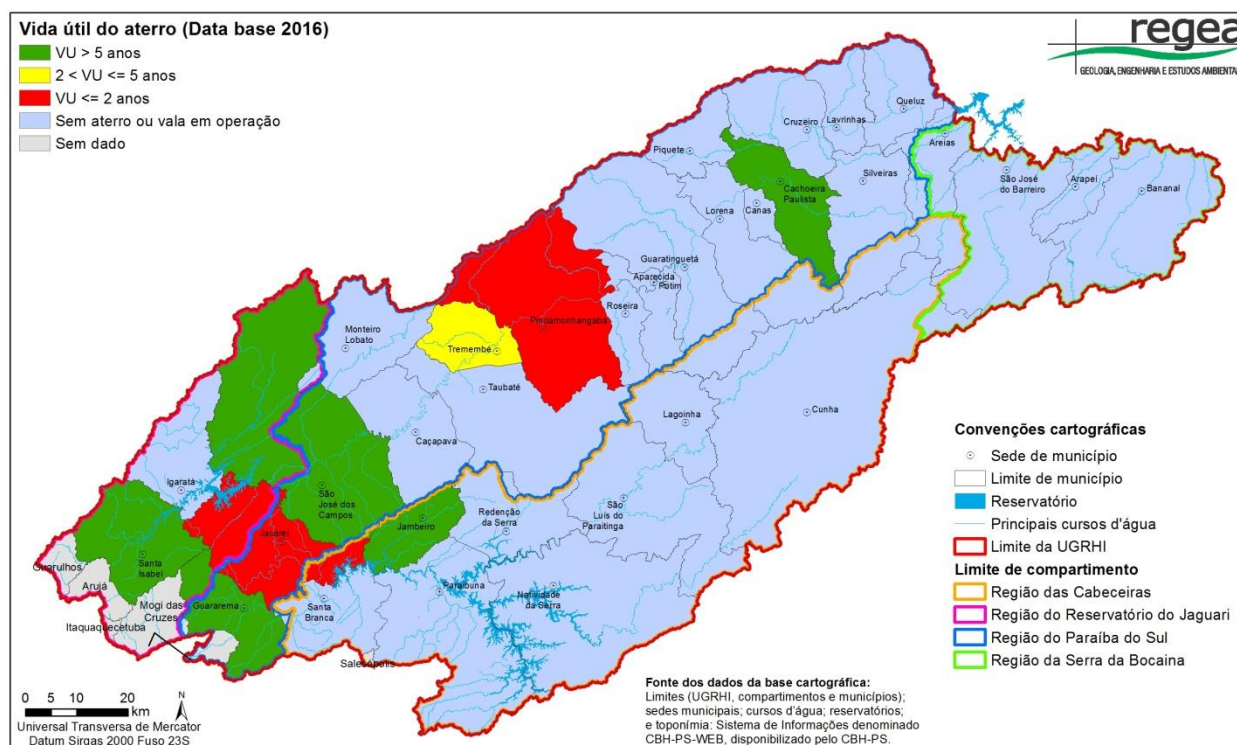 Vida útil do aterro (Data base 2016)
VU > 5 anos
2 < VU <= 5 anos
VU <= 2 anos
Sem aterro ou vala em operação
Sem dado
regea
GEOLOGIA, ENGENHARIA E ESTUDOS AMBIENTAIS
Queluz
Lavrinhas
Cruzeiro
Areias
Piquete
São José
do Barreiro
Arapeí
Bananal
Silveiras
Cachoeira
Paulista
Canas
Lorena
Guaratinguetá
Aparecida
Potim
Roseira
Pindamonhangaba
Monteiro
Lobato
Tremembé
Taubaté
Lagoinha
Cunha
Caçapava
Igaratá
São
José dos
Campos
São
Luís do
Paraitinga
Redenção
da Serra
Jambeiro
Jacareí
Santa
Isabel
Guarulhos
Arujá
Mogi das
Cruzes
Itaquaquecetuba
Guararema
Santa
Branca
Paraibuna
Natividade
da Serra
Salesópolis
Convenções cartográficas
Sede de município
Limite de município
Reservatório
Principais cursos d'água
Limite da UGRHI
Limite de compartimento
Região das Cabeceiras
Região do Reservatório do Jaguari
Região do Paraíba do Sul
Região da Serra da Bocaina
0 5 10 20
km
N
Universal Transversa de Mercator
Datum Sirgas 2000 Fuso 23S
Fonte dos dados da base cartográfica:
Limites (UGRHI, compartimentos e municípios);
sedes municipais; cursos d'água; reservatórios;
e toponímia: Sistema de Informações denominado
CBH-PS-WEB, disponibilizado pelo CBH-PS.